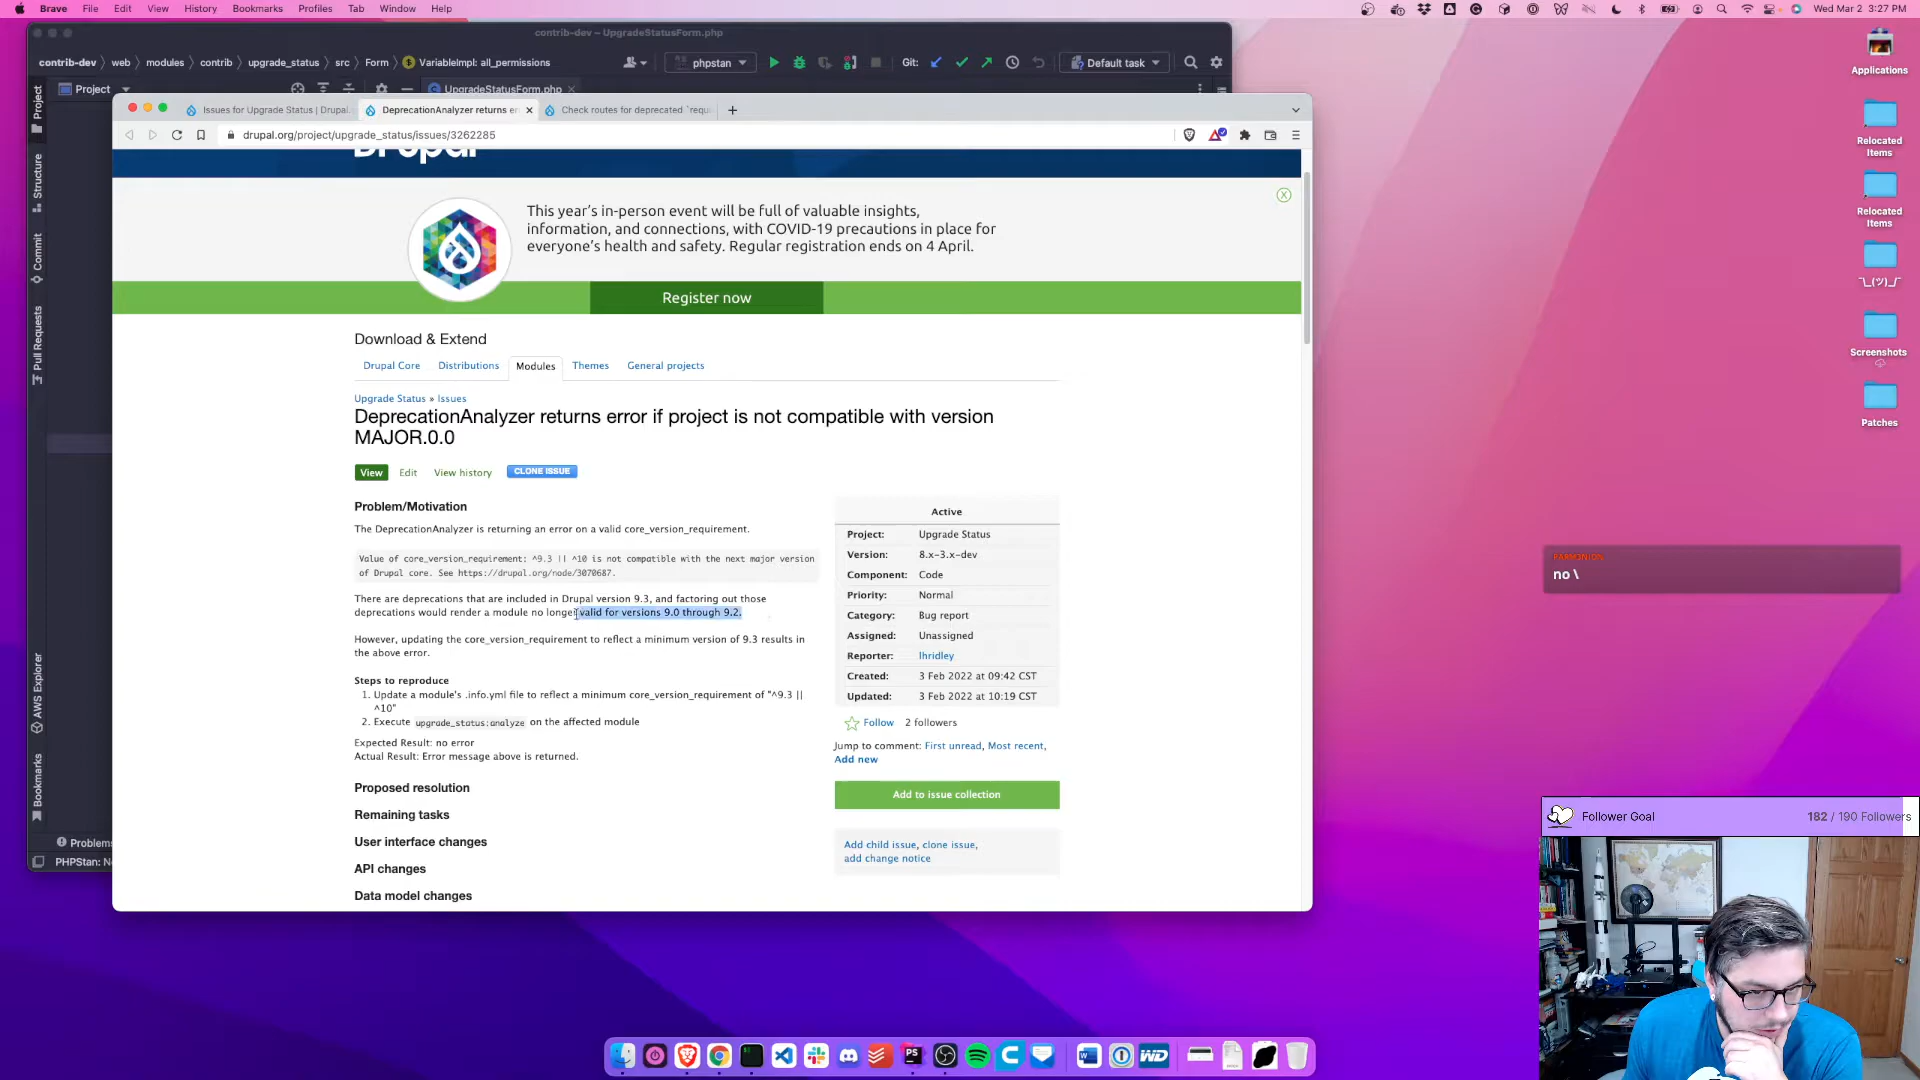 Brave File Edit View History Bookmarks Profiles Tab Window Help
Wed Mar 2 3:27 PM
contrib-dev – UpgradeStatusForm.php
contrib-dev web modules contrib upgrade_status src Form VariableImpl: all_permissions
phpstan
Git:
Default task
Project
UpgradeStatusForm.php
Issues for Upgrade Status | Drupal.
DeprecationAnalyzer returns er
Check routes for deprecated `requ
drupal.org/project/upgrade_status/issues/3262285
Drupal
This year's in-person event will be full of valuable insights,
information, and connections, with COVID-19 precautions in place for
everyone's health and safety. Regular registration ends on 4 April.
Register now
Download & Extend
Drupal Core Distributions Modules Themes General projects
Upgrade Status » Issues
DeprecationAnalyzer returns error if project is not compatible with version
MAJOR.0.0
View Edit View history CLONE ISSUE
Problem/Motivation
The DeprecationAnalyzer is returning an error on a valid core_version_requirement.
Value of core_version_requirement: ^9.3 || ^10 is not compatible with the next major version
of Drupal core. See https://drupal.org/node/3070687.
There are deprecations that are included in Drupal version 9.3, and factoring out those
deprecations would render a module no longer valid for versions 9.0 through 9.2.
However, updating the core_version_requirement to reflect a minimum version of 9.3 results in
the above error.
Steps to reproduce
1. Update a module's .info.yml file to reflect a minimum core_version_requirement of "^9.3 ||
^10"
2. Execute upgrade_status:analyze on the affected module
Expected Result: no error
Actual Result: Error message above is returned.
Proposed resolution
Remaining tasks
User interface changes
API changes
Data model changes
Active
Project: Upgrade Status
Version: 8.x-3.x-dev
Component: Code
Priority: Normal
Category: Bug report
Assigned: Unassigned
Reporter: lhridley
Created: 3 Feb 2022 at 09:42 CST
Updated: 3 Feb 2022 at 10:19 CST
Follow 2 followers
Jump to comment: First unread, Most recent,
Add new
Add to issue collection
Add child issue, clone issue,
add change notice
Project
Structure
Commit
Pull Requests
AWS Explorer
Bookmarks
Problems
PHPStan: N
Applications
Relocated
Items
Relocated
Items
¯\_(ツ)_/¯
Screenshots
Patches
PARM3NION
no \
Follower Goal 182 / 190 Followers
PS
WD